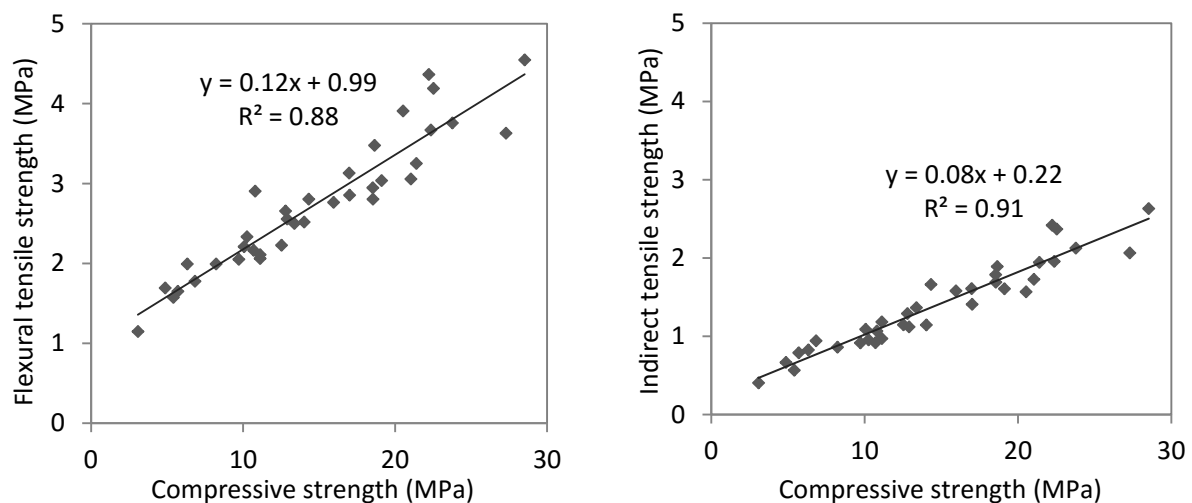 5
4
3
2
1
0
Flexural tensile strength (MPa)
y = 0.12x + 0.99
R² = 0.88
0 10 20 30
Compressive strength (MPa)
5
4
3
2
1
0
Indirect tensile strength (MPa)
y = 0.08x + 0.22
R² = 0.91
0 10 20 30
Compressive strength (MPa)